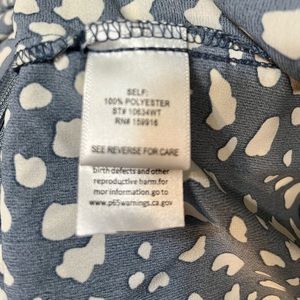 SELF:
100% POLYESTER
ST# 10634WT
RN# 159916
SEE REVERSE FOR CARE
birth defects and other
reproductive harm. for
more information go to
www.p65warnings.ca.gov